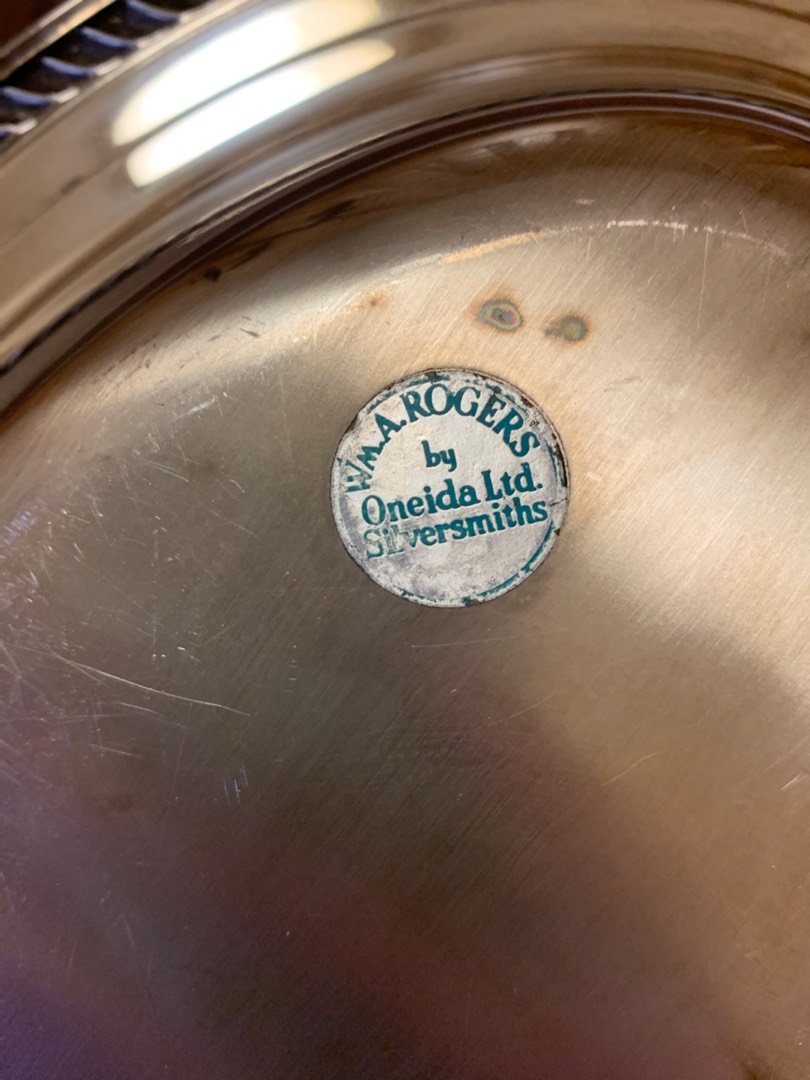 WM.A.ROGERS
by
Oneida Ltd.
Silversmiths